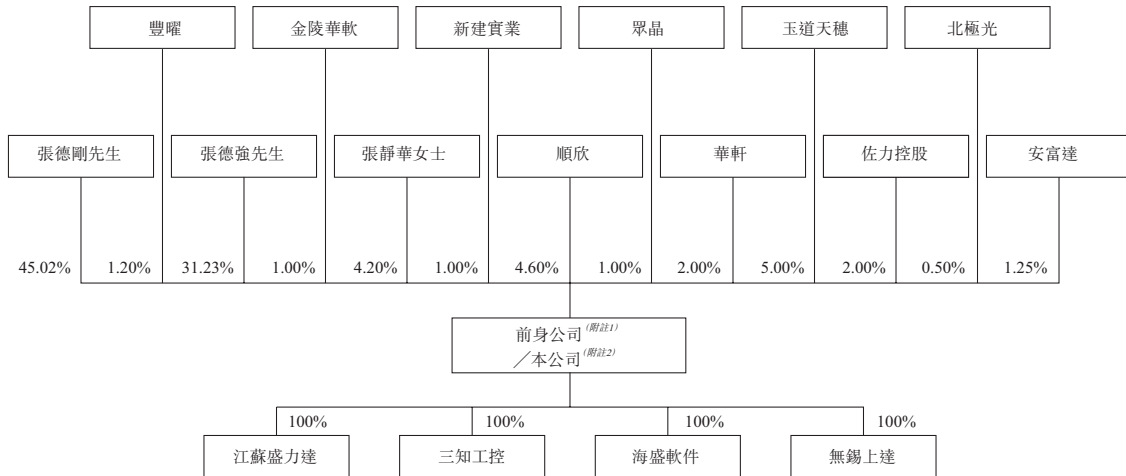 豐曜
金陵華軟
新建實業
眾晶
玉道天穗
北極光
張德剛先生
張德強先生
張靜華女士
順欣
華軒
佐力控股
安富達
45.02%
1.20%
31.23%
1.00%
4.20%
1.00%
4.60%
1.00%
2.00%
5.00%
2.00%
0.50%
1.25%
前身公司(附註1)
／本公司(附註2)
100%
100%
100%
100%
江蘇盛力達
三知工控
海盛軟件
無錫上達